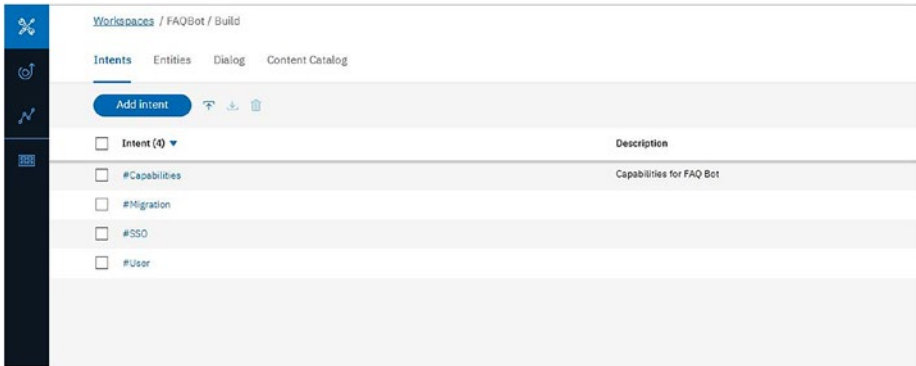 Workspaces / FAQBot / Build
Intents Entities Dialog Content Catalog
Add intent
Intent (4) Description
#Capabilities Capabilities for FAQ Bot
#Migration
#SSO
#User